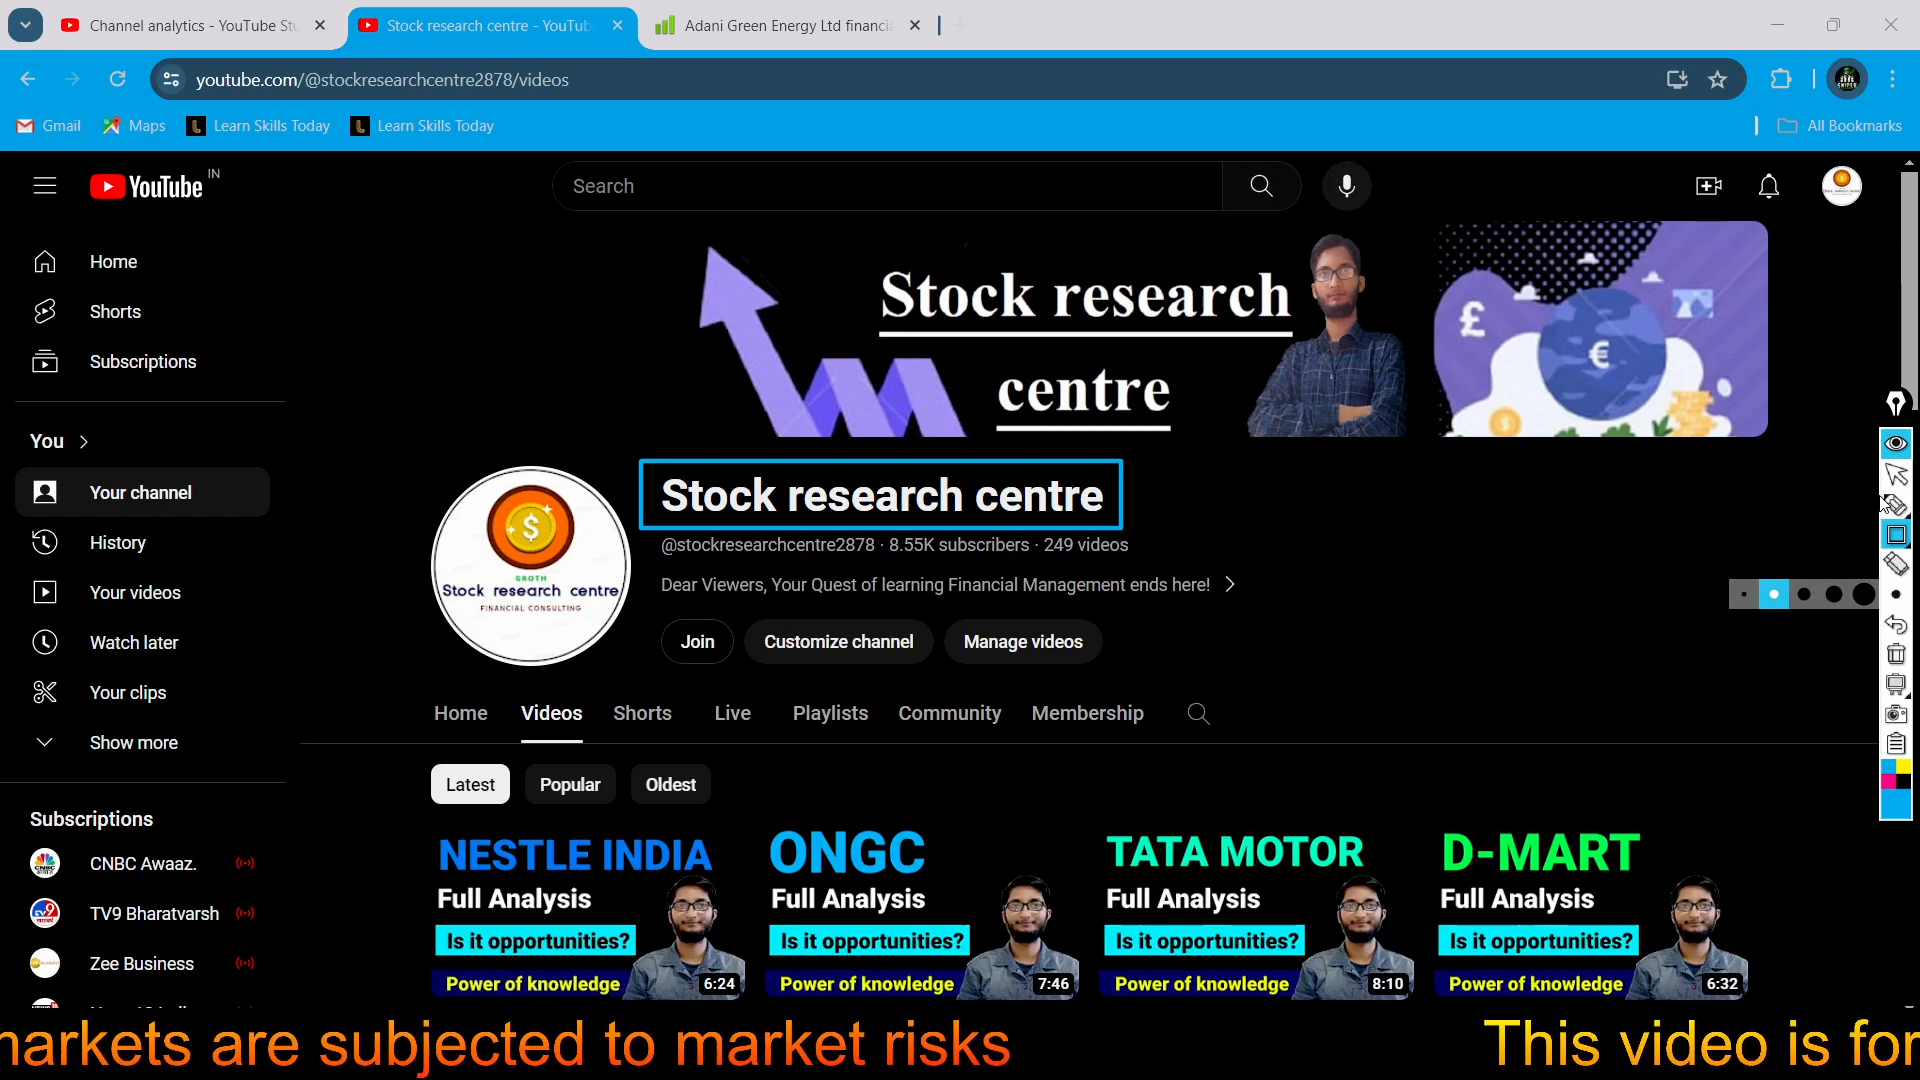 Channel analytics - YouTube Stu
Stock research centre - YouTube
Adani Green Energy Ltd financia
youtube.com/@stockresearchcentre2878/videos
Gmail
Maps
Learn Skills Today
Learn Skills Today
All Bookmarks
YouTube IN
Search
Home
Shorts
Subscriptions
You
Your channel
History
Your videos
Watch later
Your clips
Show more
Subscriptions
CNBC Awaaz.
TV9 Bharatvarsh
Zee Business
Stock research
centre
£
€
$
GROTH
Stock research centre
FINANCIAL CONSULTING
Stock research centre
@stockresearchcentre2878 · 8.55K subscribers · 249 videos
Dear Viewers, Your Quest of learning Financial Management ends here!
Join
Customize channel
Manage videos
Home
Videos
Shorts
Live
Playlists
Community
Membership
Latest
Popular
Oldest
NESTLE INDIA
Full Analysis
Is it opportunities?
Power of knowledge
6:24
ONGC
Full Analysis
Is it opportunities?
Power of knowledge
7:46
TATA MOTOR
Full Analysis
Is it opportunities?
Power of knowledge
8:10
D-MART
Full Analysis
Is it opportunities?
Power of knowledge
6:32
markets are subjected to market risks
This video is for